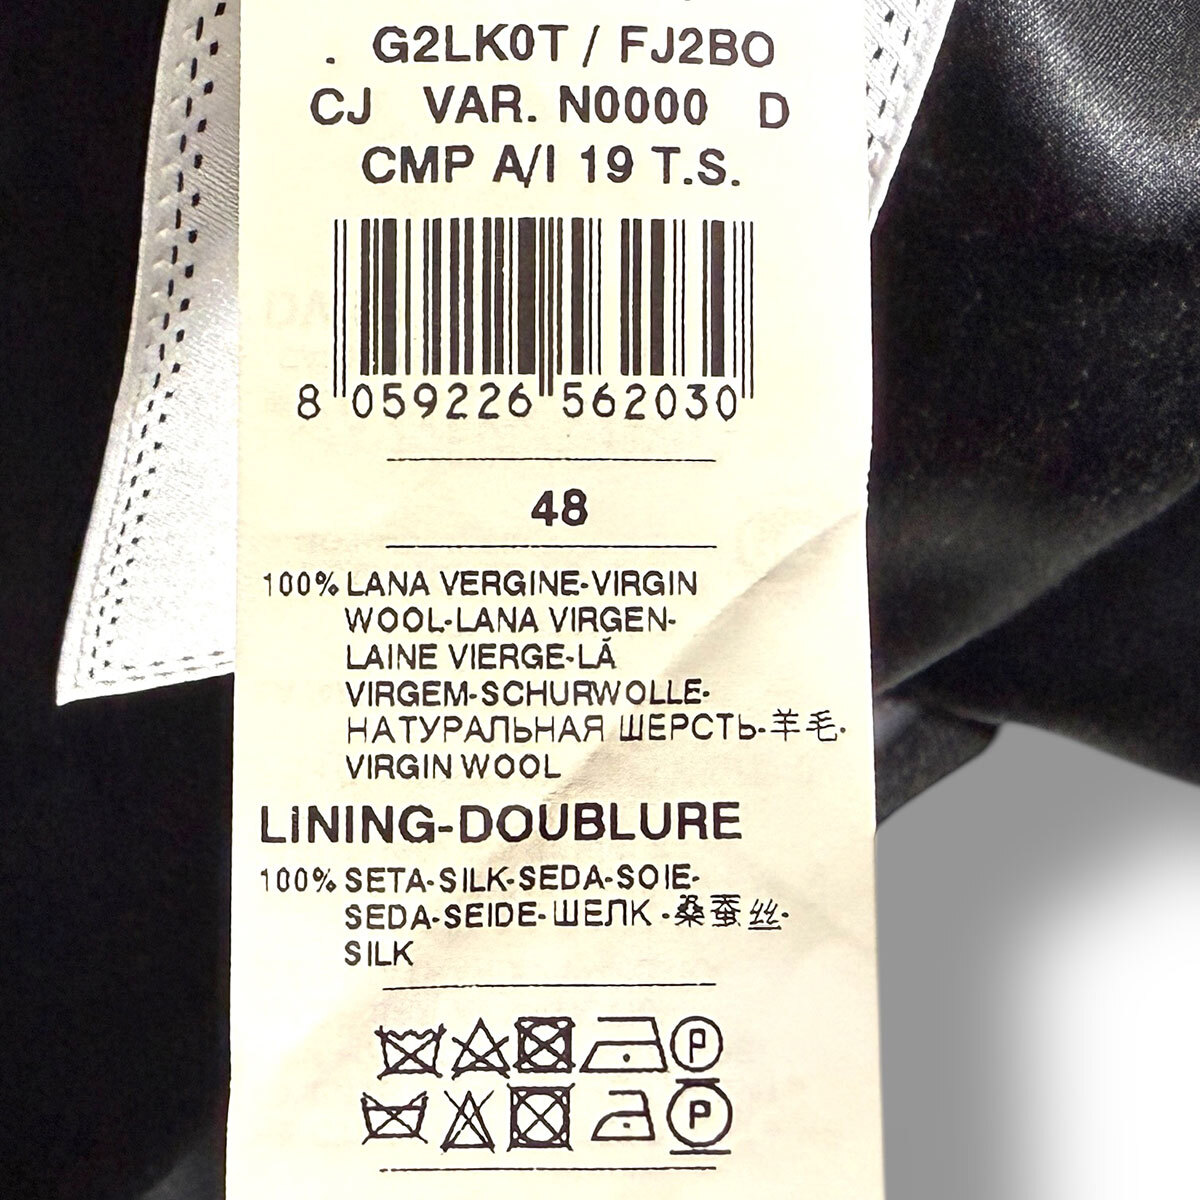 . G2LK0T / FJ2BO
CJ VAR. N0000 D
CMP A/I 19 T.S.
8 059226 562030
48
100% LANA VERGINE-VIRGIN
WOOL-LANA VIRGEN-
LAINE VIERGE-LÃ
VIRGEM-SCHURWOLLE-
НАТУРАЛЬНАЯ ШЕРСТЬ-羊毛-
VIRGIN WOOL
LINING-DOUBLURE
100% SETA-SILK-SEDA-SOIE-
SEDA-SEIDE-ШЕЛК -桑蚕丝-
SILK
P
P